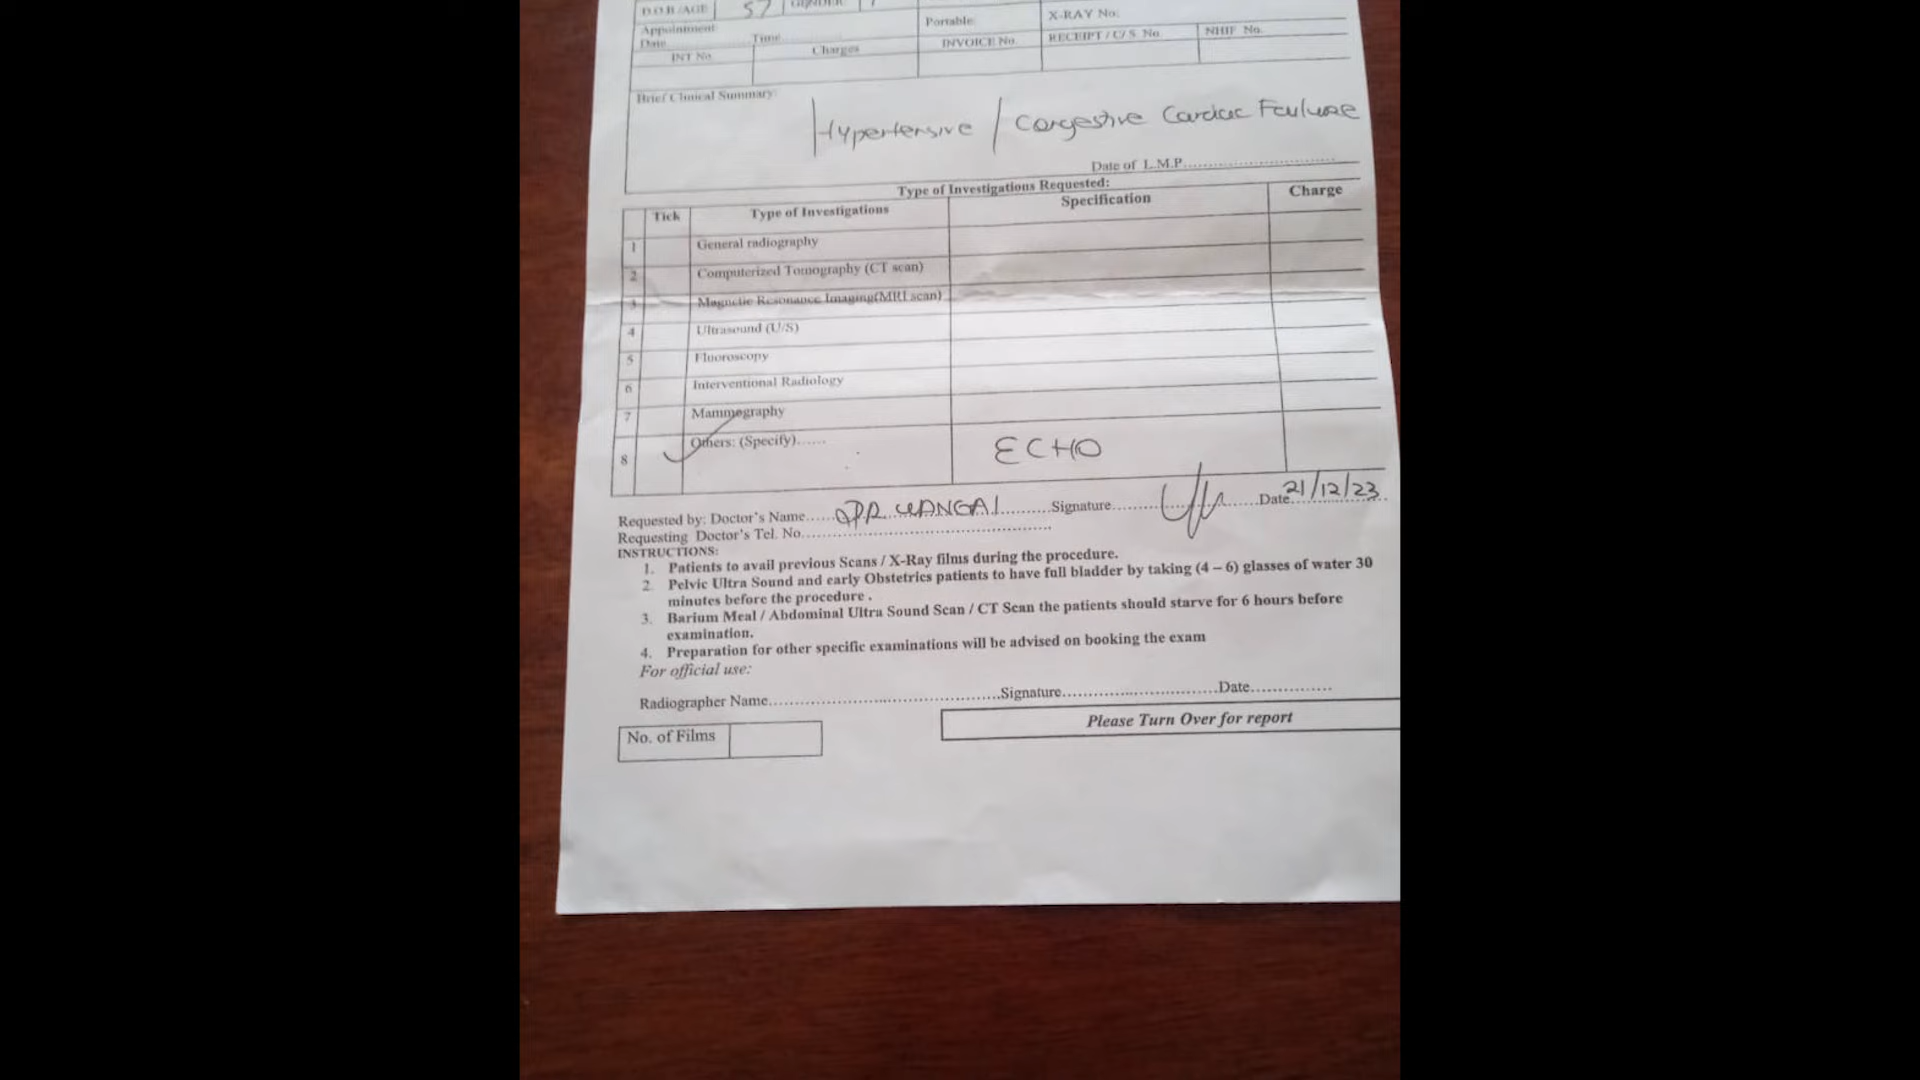 D.O.B/AGE 57 GENDER
Appointment Portable: X-RAY No:
Date Time
INT No Charges INVOICE No. RECEIPT / C/ S No NHIF No.
Brief Clinical Summary:
Hypertensive / Congestive Cardiac Failure
Date of L.M.P.
Type of Investigations Requested:
Tick Type of Investigations Specification Charge
1 General radiography
2 Computerized Tomography (CT scan)
3 Magnetic Resonance Imaging(MRI scan)
4 Ultrasound (U/S)
5 Fluoroscopy
6 Interventional Radiology
7 Mammography
8 Others: (Specify)...... ECHO
Requested by: Doctor's Name...... DR WANGAI Signature Date 21/12/23
Requesting Doctor's Tel. No.
INSTRUCTIONS:
1. Patients to avail previous Scans / X-Ray films during the procedure.
2. Pelvic Ultra Sound and early Obstetrics patients to have full bladder by taking (4 – 6) glasses of water 30
minutes before the procedure .
3. Barium Meal / Abdominal Ultra Sound Scan / CT Scan the patients should starve for 6 hours before
examination.
4. Preparation for other specific examinations will be advised on booking the exam
For official use:
Radiographer Name Signature Date
No. of Films
Please Turn Over for report